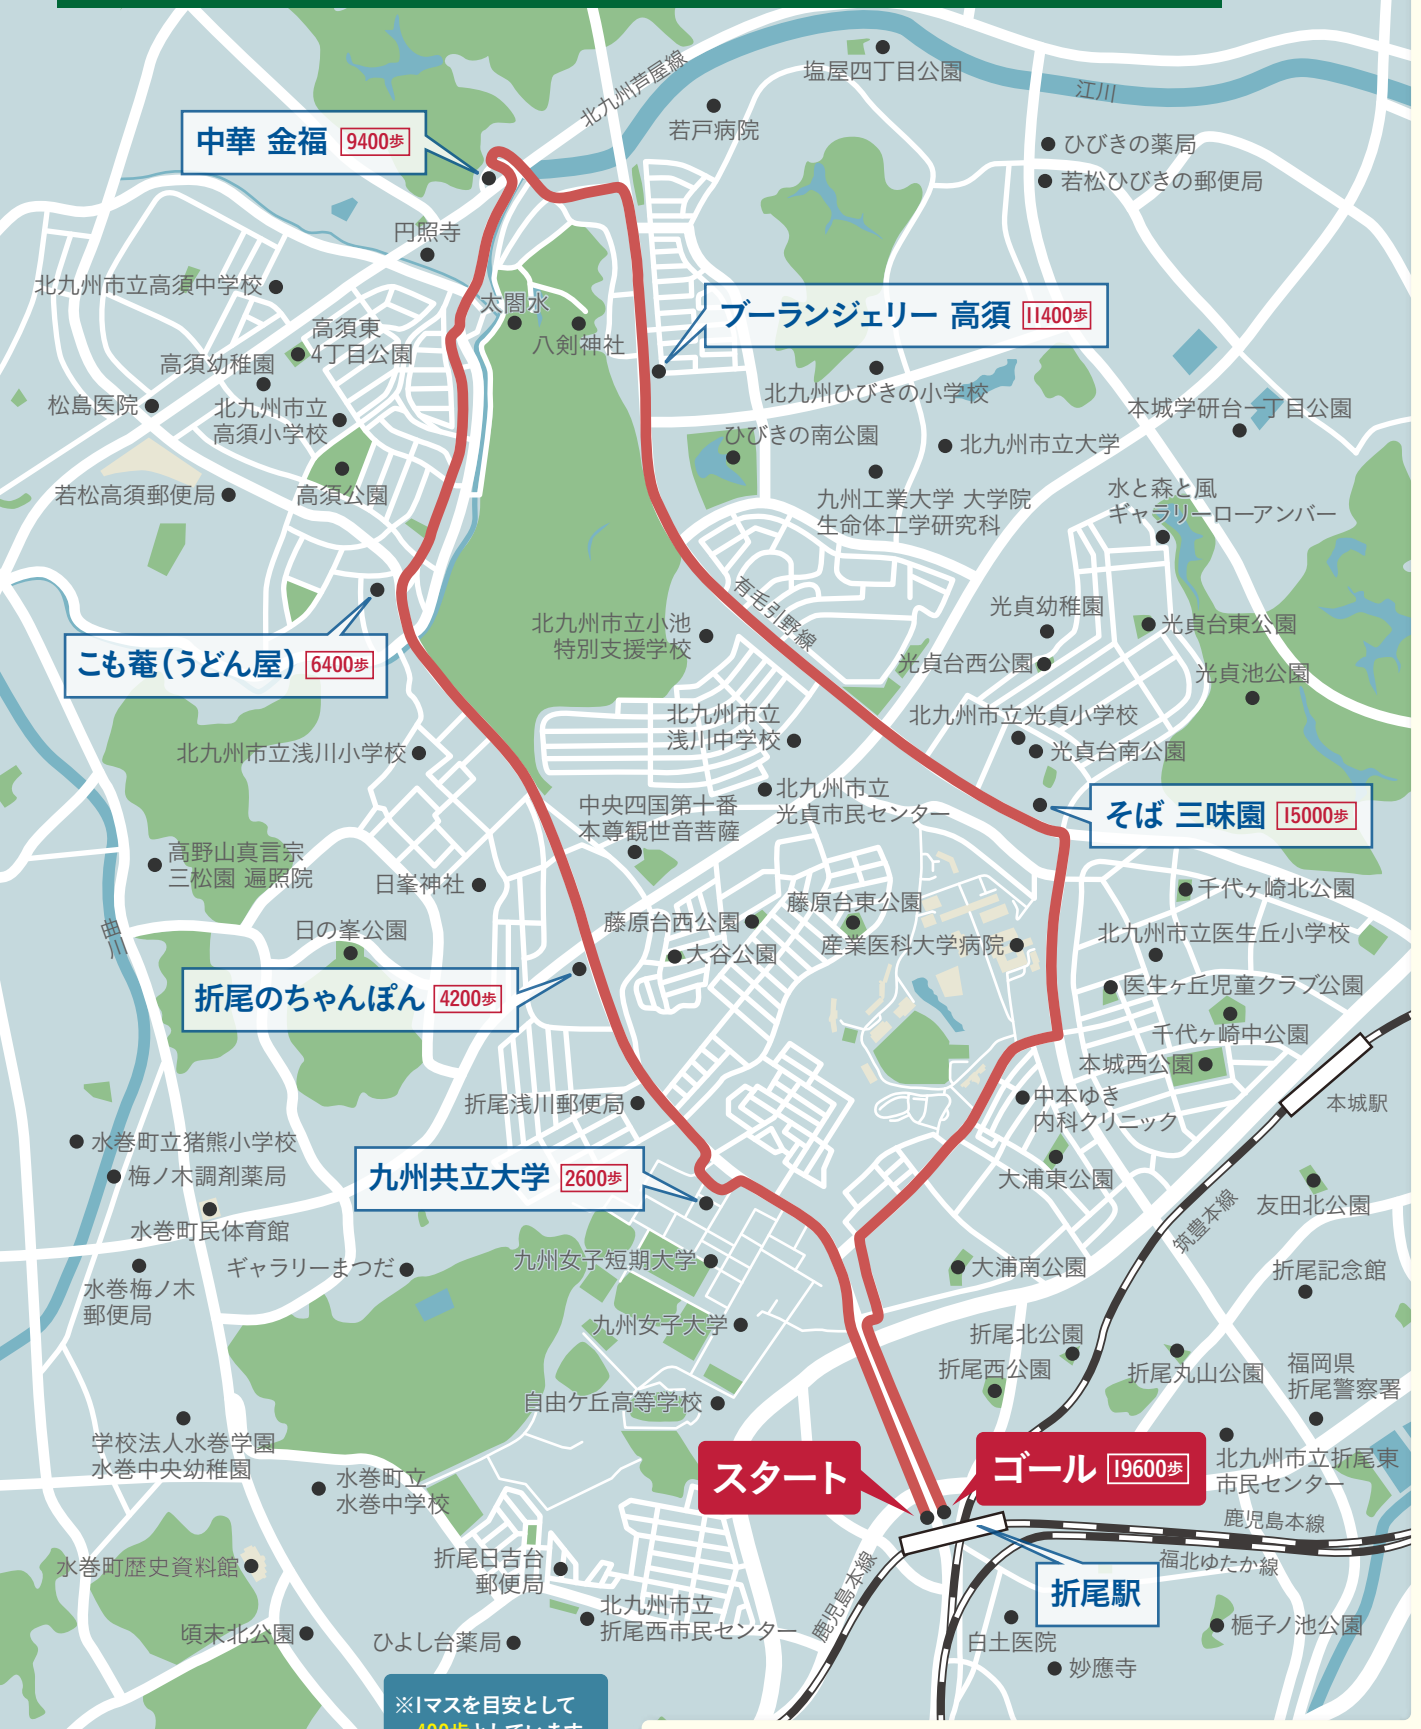 塩屋四丁目公園
北九州芦屋線
江川
若戸病院
中華 金福 9400歩
ひびきの薬局
若松ひびきの郵便局
円照寺
北九州市立高須中学校
太閤水
ブーランジェリー 高須 11400歩
高須東
4丁目公園
八剣神社
高須幼稚園
北九州ひびきの小学校
松島医院
北九州市立
高須小学校
本城学研台一丁目公園
ひびきの南公園
北九州市立大学
若松高須郵便局
高須公園
九州工業大学 大学院
生命体工学研究科
水と森と風
ギャラリーローアンバー
有毛引野線
光貞幼稚園
北九州市立小池
特別支援学校
光貞台東公園
こも菴(うどん屋) 6400歩
光貞台西公園
光貞池公園
北九州市立
浅川中学校
北九州市立光貞小学校
北九州市立浅川小学校
光貞台南公園
北九州市立
光貞市民センター
中央四国第十番
本尊観世音菩薩
そば 三味園 15000歩
高野山真言宗
三松園 遍照院
日峯神社
千代ヶ崎北公園
曲川
日の峯公園
藤原台西公園
藤原台東公園
大谷公園
産業医科大学病院
北九州市立医生丘小学校
折尾のちゃんぽん 4200歩
医生ヶ丘児童クラブ公園
千代ヶ崎中公園
本城西公園
折尾浅川郵便局
中本ゆき
内科クリニック
本城駅
水巻町立猪熊小学校
梅ノ木調剤薬局
九州共立大学 2600歩
大浦東公園
友田北公園
筑豊本線
水巻町民体育館
ギャラリーまつだ
九州女子短期大学
大浦南公園
折尾記念館
水巻梅ノ木
郵便局
九州女子大学
折尾北公園
折尾西公園
折尾丸山公園
福岡県
折尾警察署
自由ケ丘高等学校
学校法人水巻学園
水巻中央幼稚園
スタート
ゴール 19600歩
北九州市立折尾東
市民センター
水巻町立
水巻中学校
鹿児島本線
福北ゆたか線
水巻町歴史資料館
折尾日吉台
郵便局
鹿児島本線
折尾駅
北九州市立
折尾西市民センター
頃末北公園
ひよし台薬局
白土医院
梔子ノ池公園
妙應寺
※1マスを目安として
400歩としています